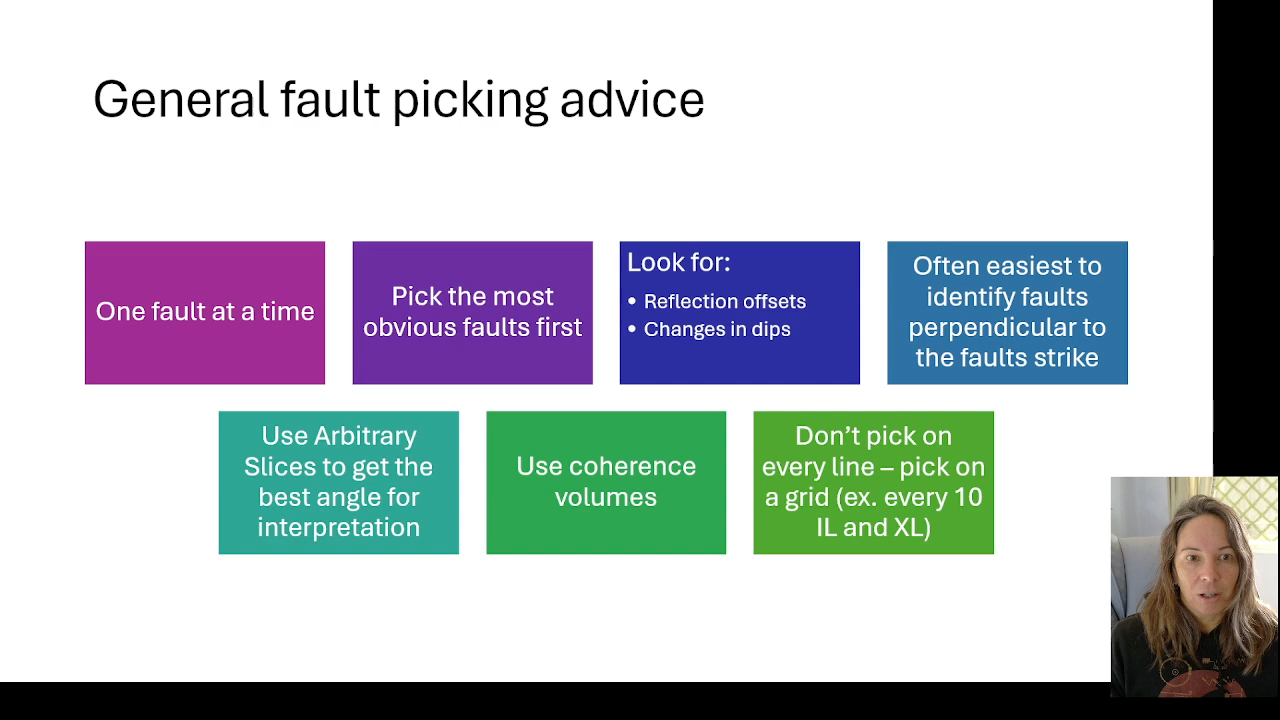 General fault picking advice
One fault at a time
Pick the most
obvious faults first
Look for:
• Reflection offsets
• Changes in dips
Often easiest to
identify faults
perpendicular to
the faults strike
Use Arbitrary
Slices to get the
best angle for
interpretation
Use coherence
volumes
Don’t pick on
every line – pick on
a grid (ex. every 10
IL and XL)